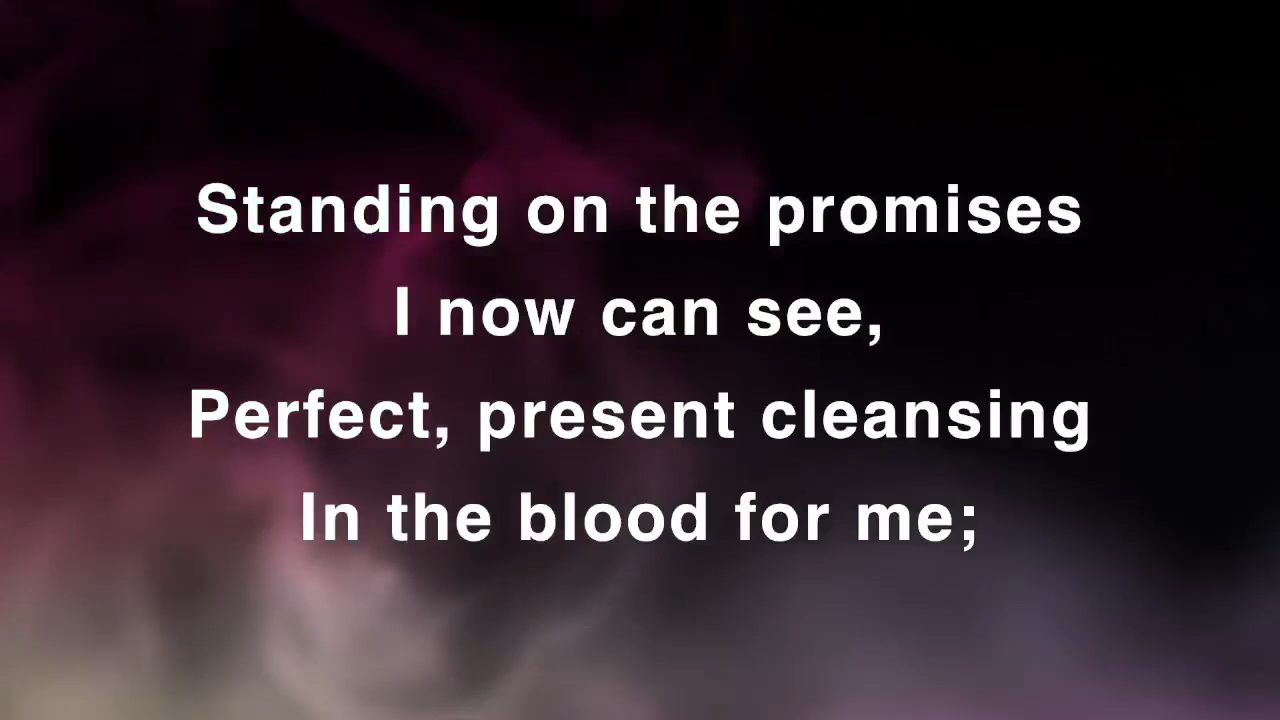 Standing on the promises
I now can see,
Perfect, present cleansing
In the blood for me;